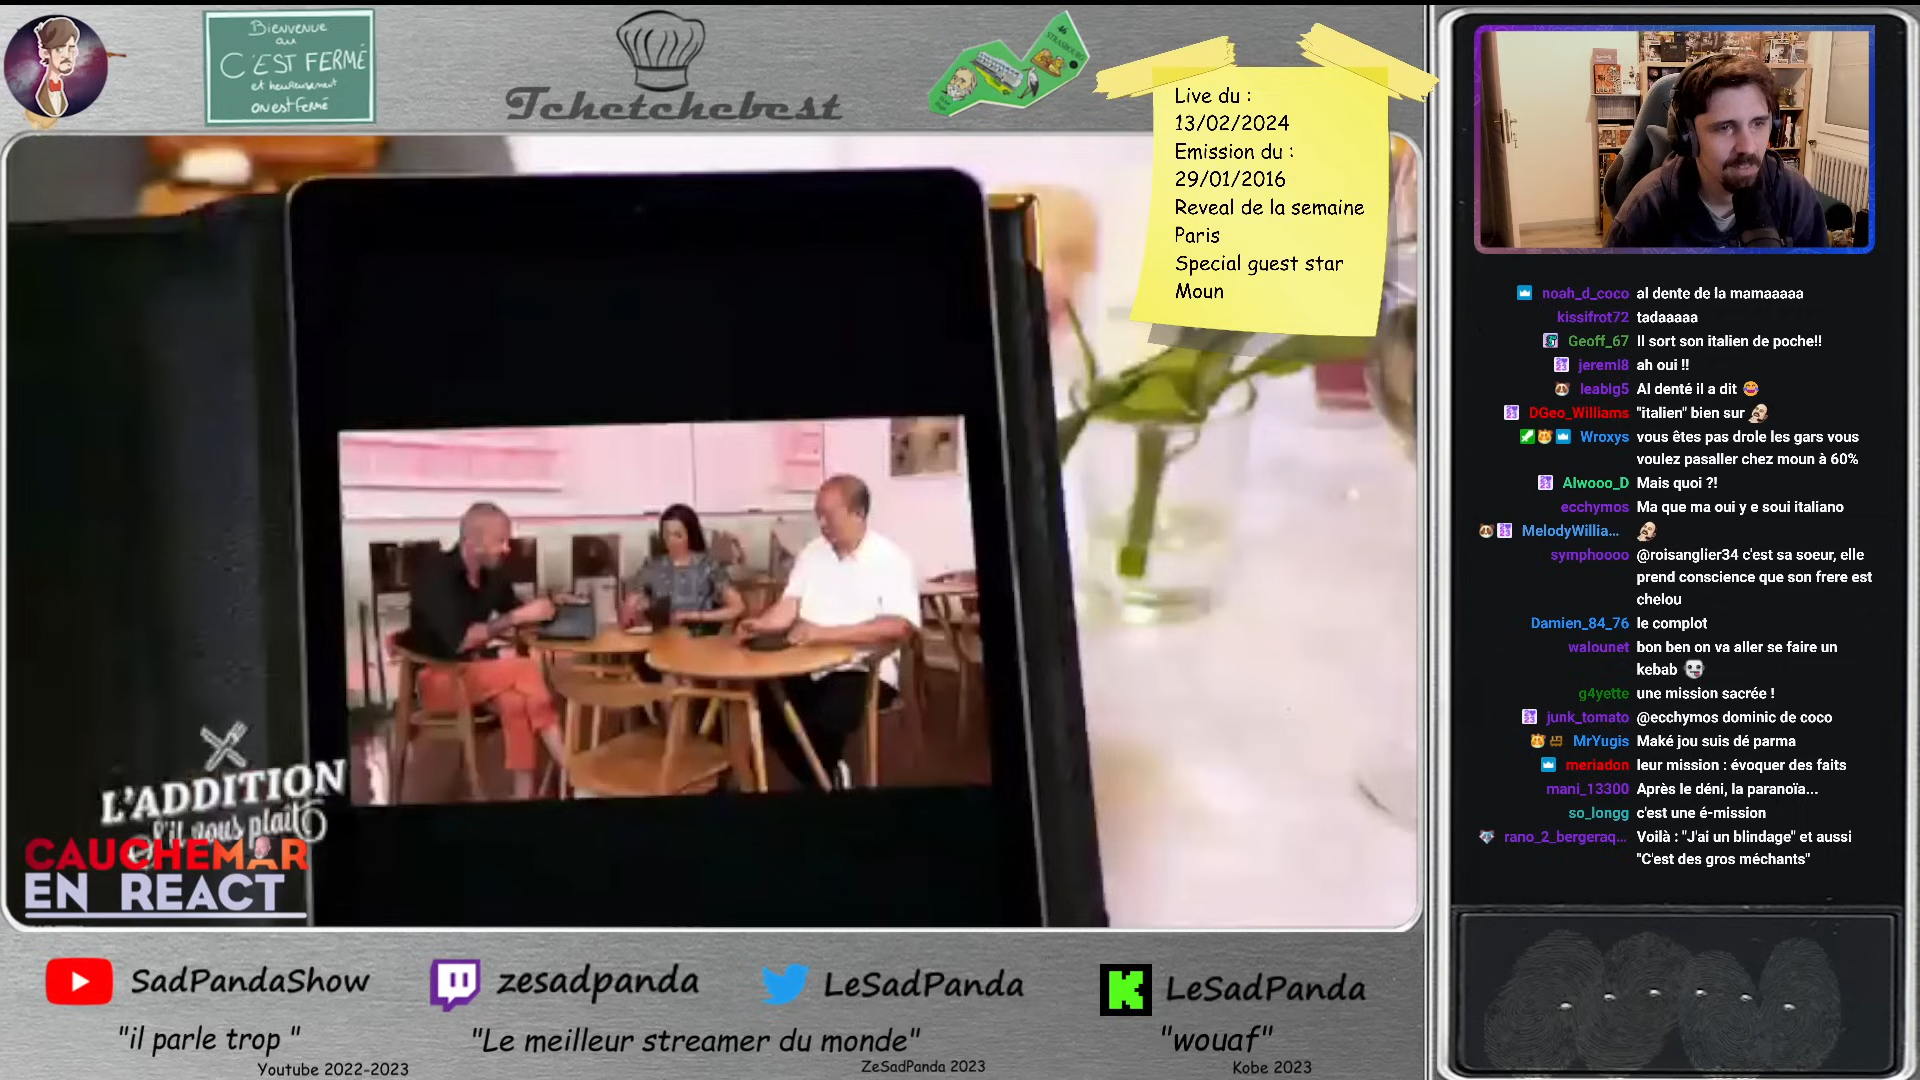 Bienvenue
au
C'EST FERMÉ
et heureusement
on est fermé
Tchetchebest
STRASBOURG
Live du :
13/02/2024
Emission du :
29/01/2016
Reveal de la semaine
Paris
Special guest star
Moun
L'ADDITION
s'il vous plaît
CAUCHEMAR
EN REACT
SadPandaShow
"il parle trop "
Youtube 2022-2023
zesadpanda
"Le meilleur streamer du monde"
ZeSadPanda 2023
LeSadPanda
LeSadPanda
"wouaf"
Kobe 2023
noah_d_coco al dente de la mamaaaaa
kissifrot72 tadaaaaa
Geoff_67 Il sort son italien de poche!!
jereml8 ah oui !!
leablg5 Al denté il a dit 😂
DGeo_Williams "italien" bien sur
Wroxys vous êtes pas drole les gars vous
voulez pasaller chez moun à 60%
Alwooo_D Mais quoi ?!
ecchymos Ma que ma oui y e soui italiano
MelodyWillia...
symphoooo @roisanglier34 c'est sa soeur, elle
prend conscience que son frere est
chelou
Damien_84_76 le complot
walounet bon ben on va aller se faire un
kebab 👻
g4yette une mission sacrée !
junk_tomato @ecchymos dominic de coco
MrYugis Maké jou suis dé parma
meriadon leur mission : évoquer des faits
mani_13300 Après le déni, la paranoïa...
so_longg c'est une é-mission
rano_2_bergeraq... Voilà : "J'ai un blindage" et aussi
"C'est des gros méchants"